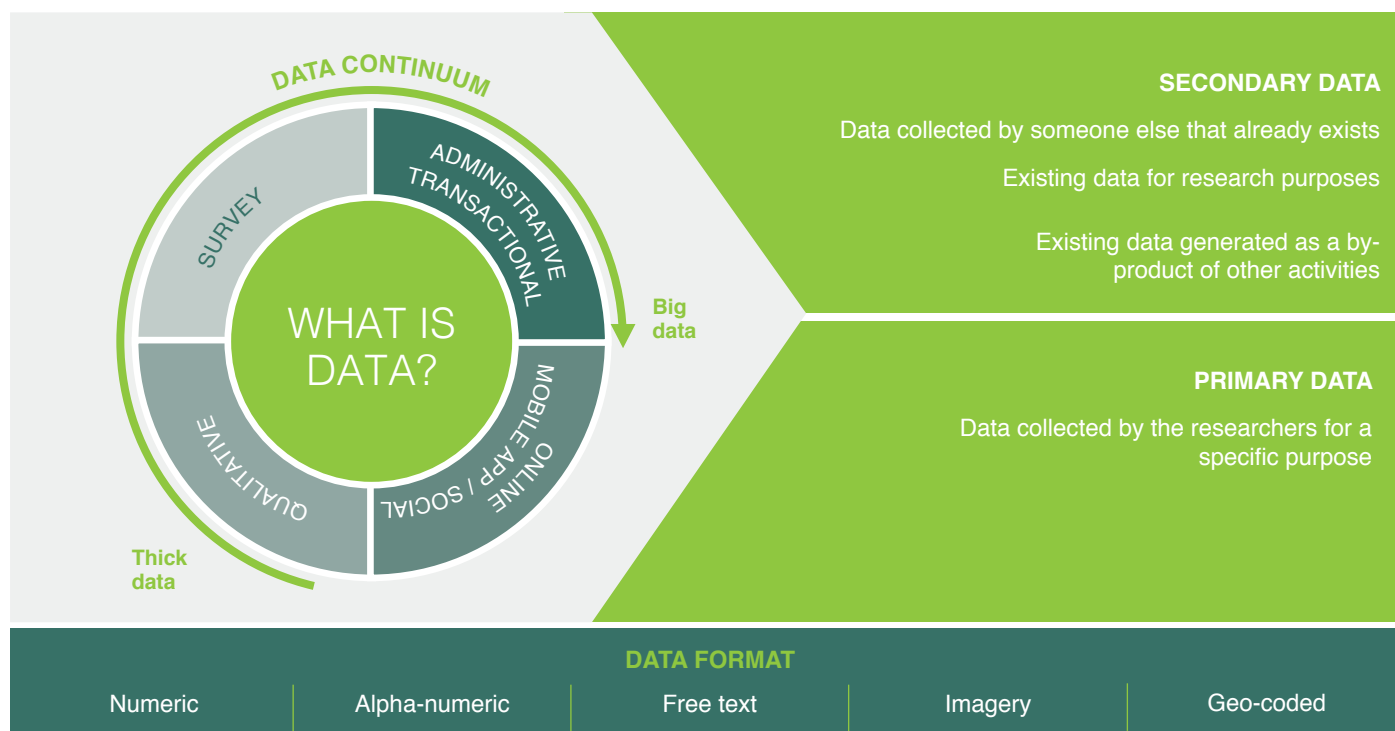 DATA CONTINUUM
SURVEY
ADMINISTRATIVE
TRANSACTIONAL
WHAT IS
DATA?
Big
data
QUALITATIVE
MOBILE APP / SOCIAL
ONLINE
Thick
data
SECONDARY DATA
Data collected by someone else that already exists
Existing data for research purposes
Existing data generated as a by-
product of other activities
PRIMARY DATA
Data collected by the researchers for a
specific purpose
DATA FORMAT
Numeric
Alpha-numeric
Free text
Imagery
Geo-coded